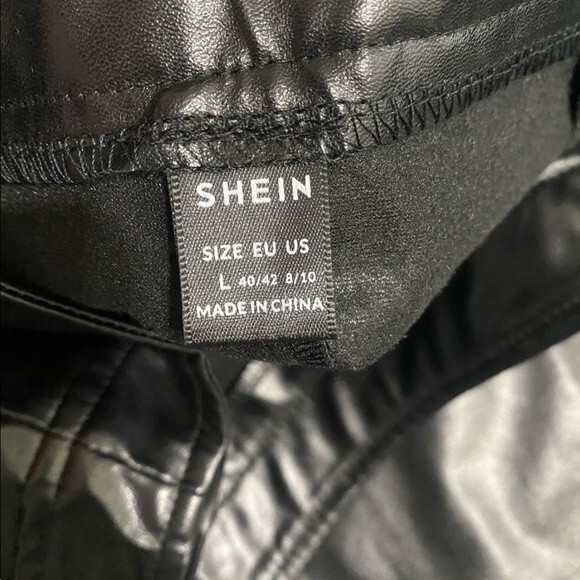 SHEIN
SIZE EU US
L 40/42 8/10
MADE IN CHINA